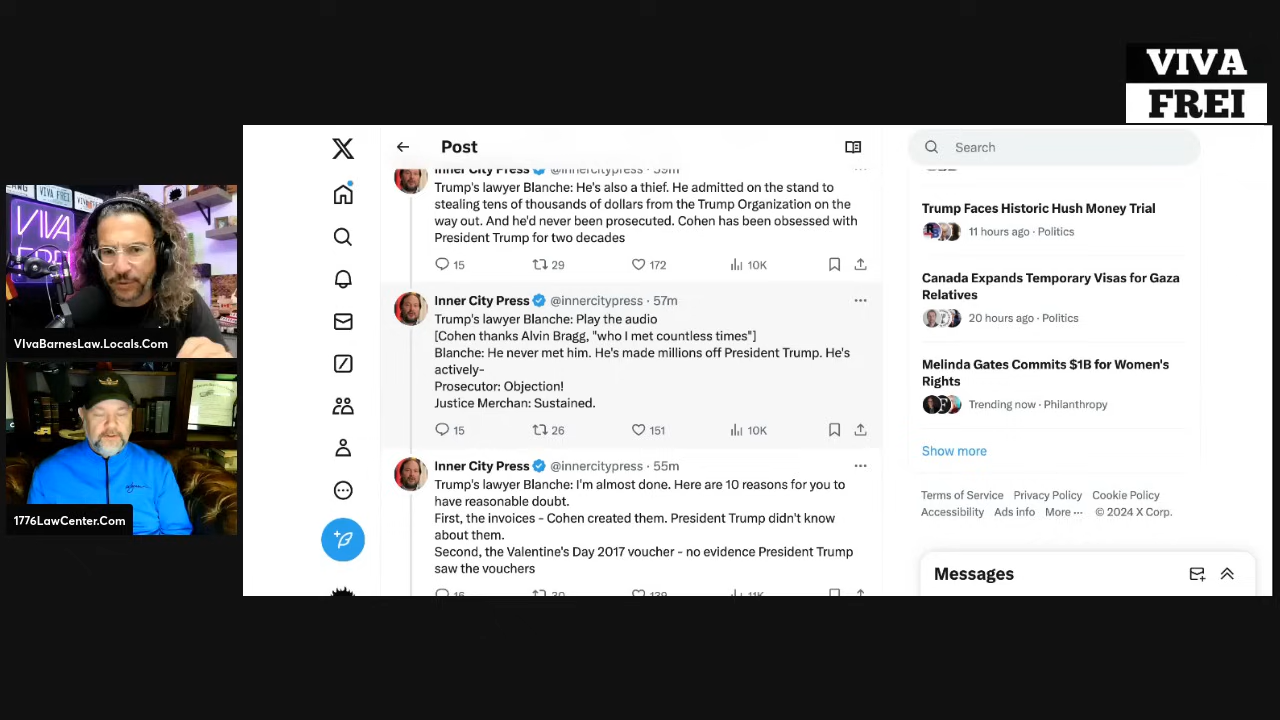 VIVA
FREI
Post
Search
Inner City Press @innercitypress · 59m
Trump's lawyer Blanche: He's also a thief. He admitted on the stand to
stealing tens of thousands of dollars from the Trump Organization on the
way out. And he'd never been prosecuted. Cohen has been obsessed with
President Trump for two decades
15 29 172 10K
Inner City Press @innercitypress · 57m
Trump's lawyer Blanche: Play the audio
[Cohen thanks Alvin Bragg, "who I met countless times"]
Blanche: He never met him. He's made millions off President Trump. He's
actively-
Prosecutor: Objection!
Justice Merchan: Sustained.
15 26 151 10K
Inner City Press @innercitypress · 55m
Trump's lawyer Blanche: I'm almost done. Here are 10 reasons for you to
have reasonable doubt.
First, the invoices - Cohen created them. President Trump didn't know
about them.
Second, the Valentine's Day 2017 voucher - no evidence President Trump
saw the vouchers
16 30 139 11K
Trump Faces Historic Hush Money Trial
11 hours ago · Politics
Canada Expands Temporary Visas for Gaza
Relatives
20 hours ago · Politics
Melinda Gates Commits $1B for Women's
Rights
Trending now · Philanthropy
Show more
Terms of Service Privacy Policy Cookie Policy
Accessibility Ads info More ··· © 2024 X Corp.
Messages
VIVA FREI
VIVA
VIvaBarnesLaw.Locals.Com
1776LawCenter.Com